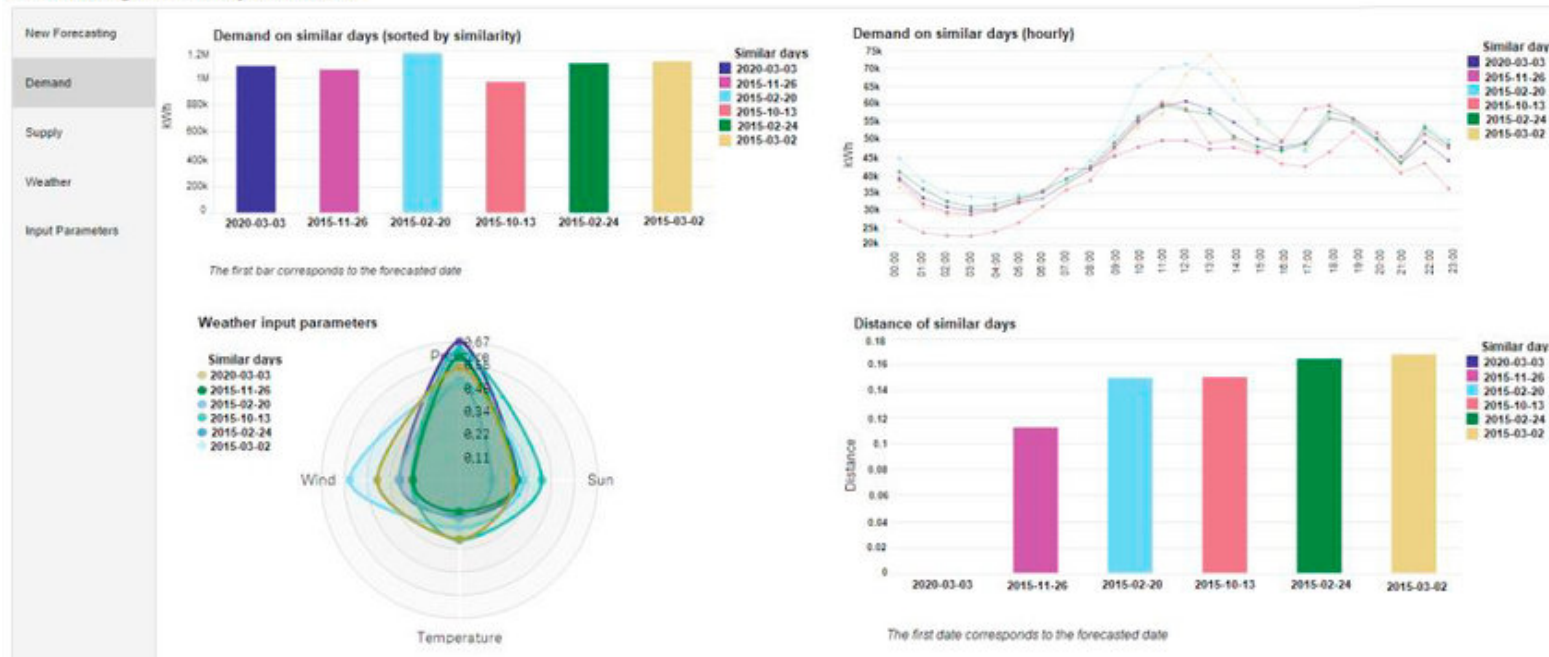 New Forecasting
Demand
Supply
Weather
Input Parameters
Demand on similar days (sorted by similarity)
kWh
1.2M
1M
800k
600k
400k
200k
0
2020-03-03 2015-11-26 2015-02-20 2015-10-13 2015-02-24 2015-03-02
Similar days
2020-03-03
2015-11-26
2015-02-20
2015-10-13
2015-02-24
2015-03-02
The first bar corresponds to the forecasted date
Demand on similar days (hourly)
kWh
75k
70k
65k
60k
55k
50k
45k
40k
35k
30k
25k
20k
00:00 01:00 02:00 03:00 04:00 05:00 06:00 07:00 08:00 09:00 10:00 11:00 12:00 13:00 14:00 15:00 16:00 17:00 18:00 19:00 20:00 21:00 22:00 23:00
Similar day
2020-03-03
2015-11-26
2015-02-20
2015-10-13
2015-02-24
2015-03-02
Weather input parameters
Similar days
2020-03-03
2015-11-26
2015-02-20
2015-10-13
2015-02-24
2015-03-02
0.67
0.34
0.22
0.11
Wind
Sun
Temperature
Distance of similar days
Distance
0.18
0.16
0.14
0.12
0.1
0.08
0.06
0.04
0.02
0
2020-03-03 2015-11-26 2015-02-20 2015-10-13 2015-02-24 2015-03-02
Similar day
2020-03-03
2015-11-26
2015-02-20
2015-10-13
2015-02-24
2015-03-02
The first date corresponds to the forecasted date